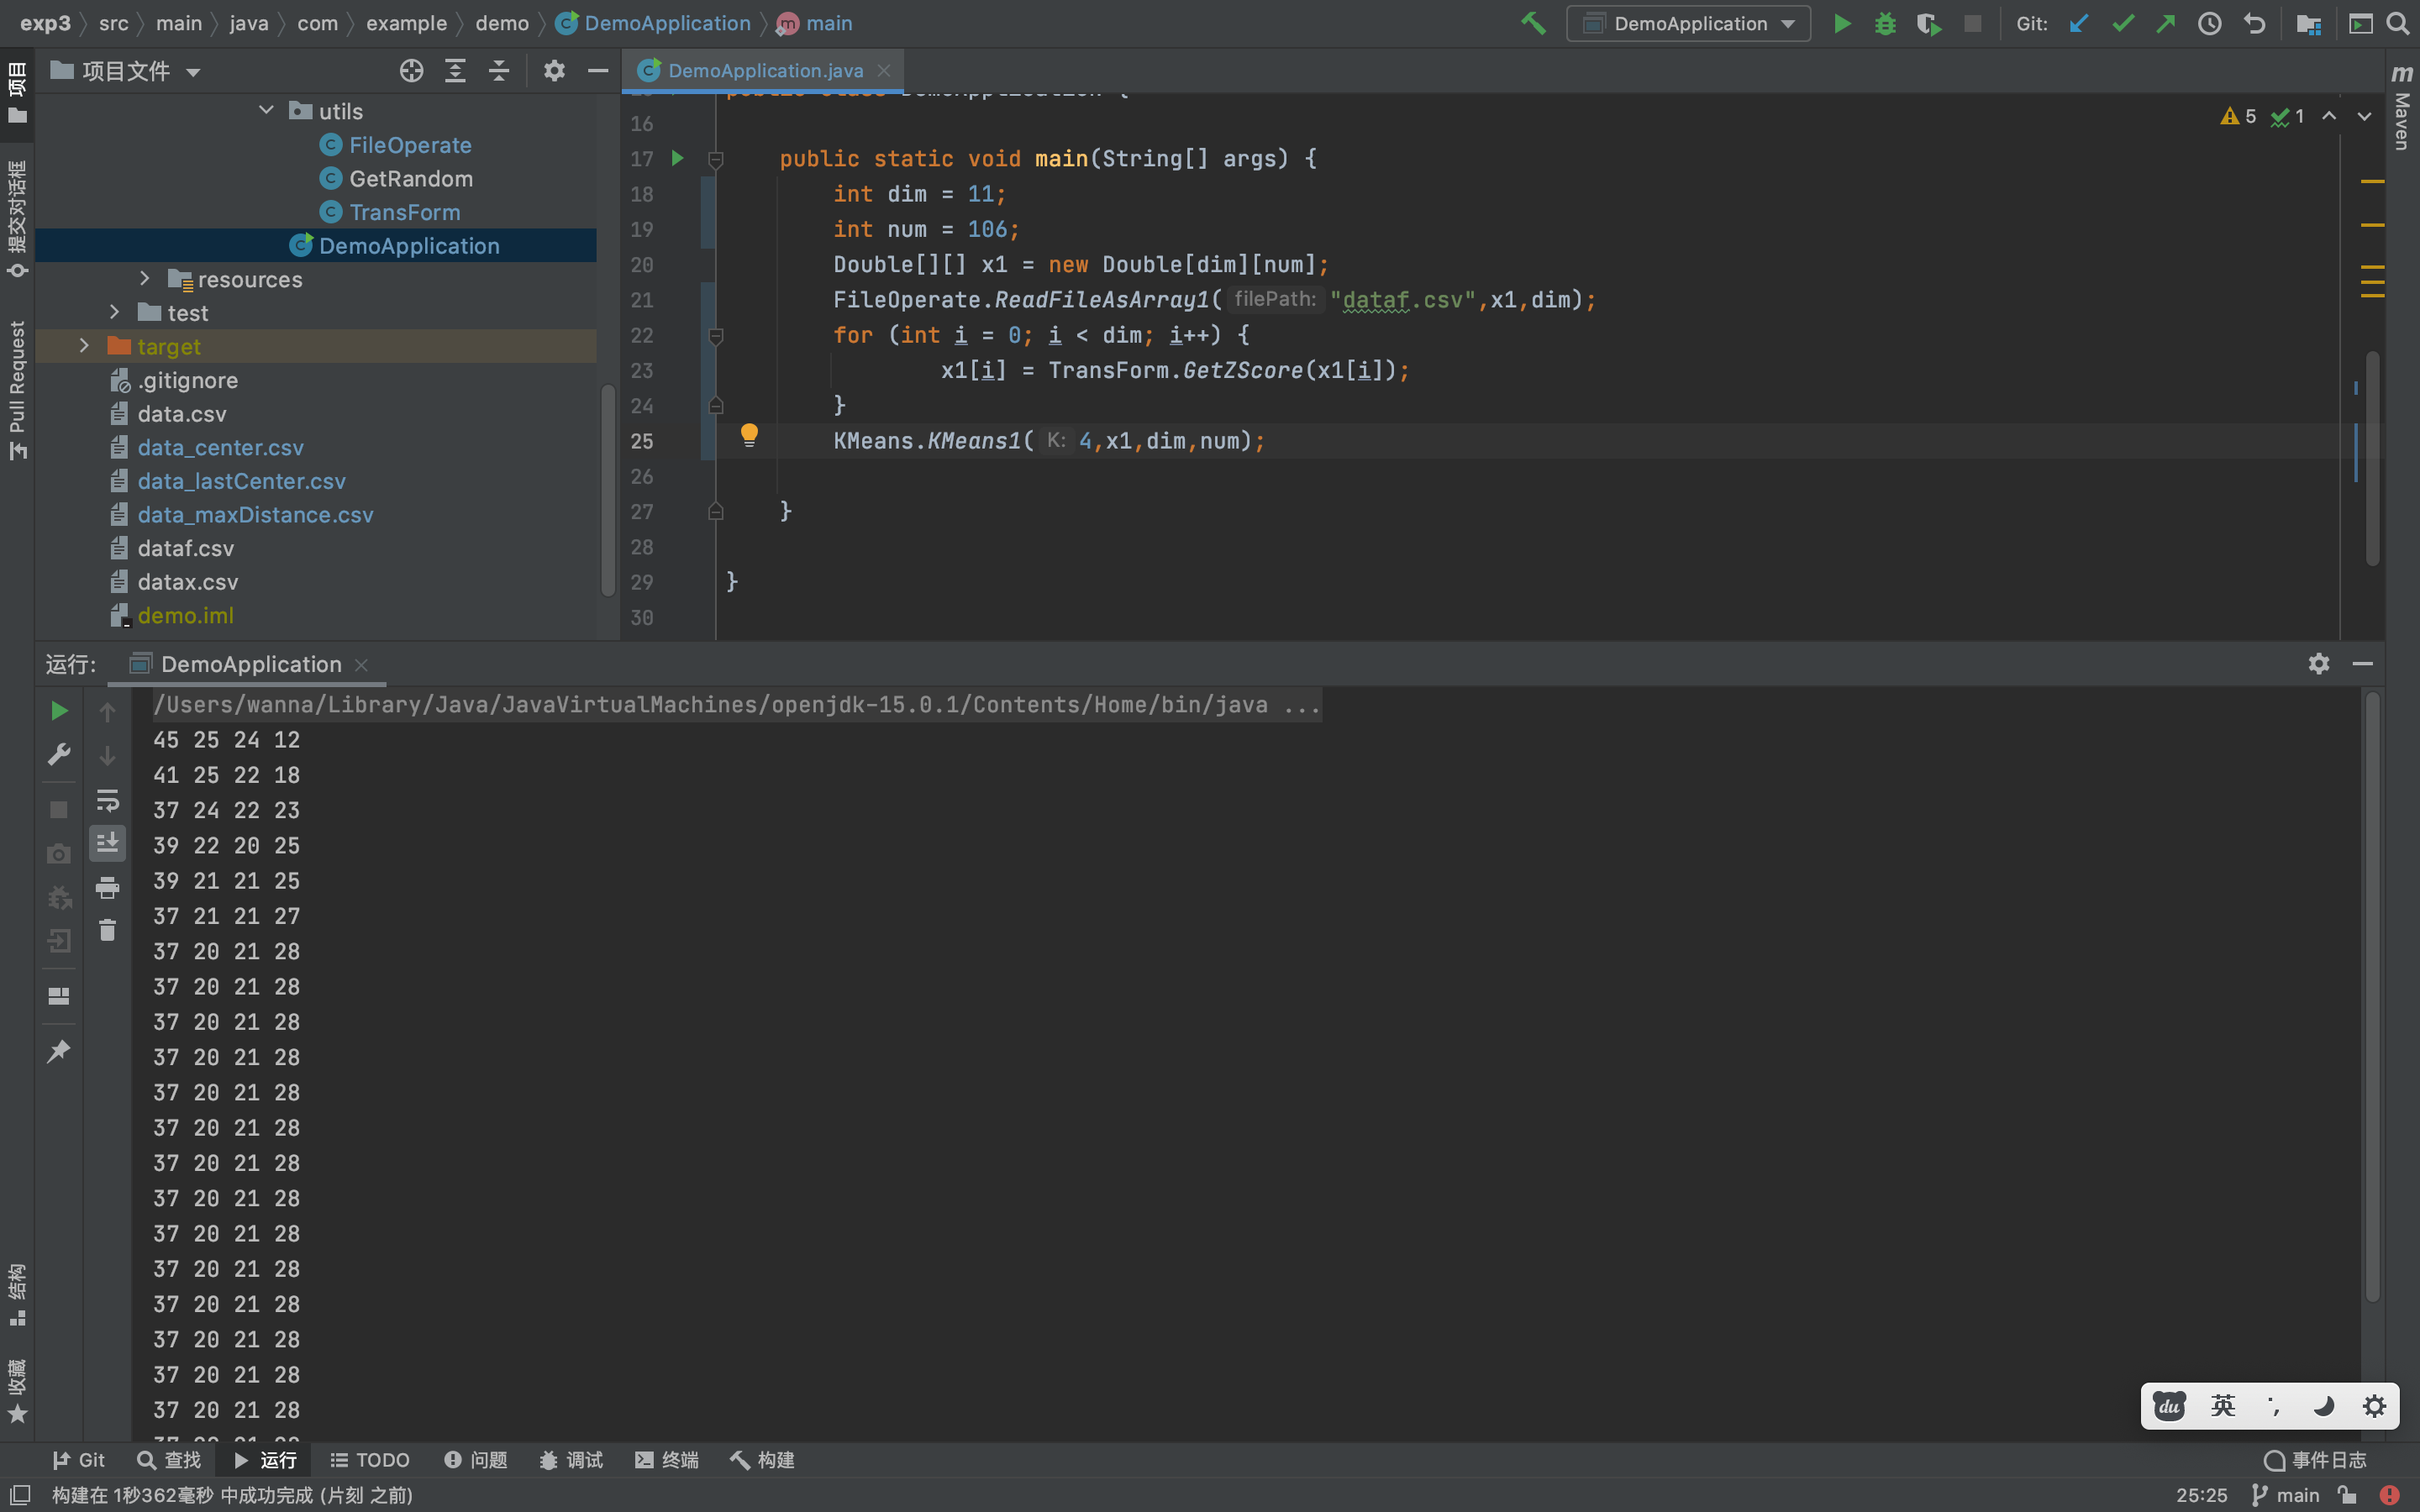 exp3 src main java com example demo DemoApplication main
DemoApplication
Git:
项目文件
DemoApplication.java
项目
提交对话框
Pull Request
结构
收藏
utils
FileOperate
GetRandom
TransForm
DemoApplication
resources
test
target
.gitignore
data.csv
data_center.csv
data_lastCenter.csv
data_maxDistance.csv
dataf.csv
datax.csv
demo.iml
public class DemoApplication {
16
17 public static void main(String[] args) {
18 int dim = 11;
19 int num = 106;
20 Double[][] x1 = new Double[dim][num];
21 FileOperate.ReadFileAsArray1( filePath: "dataf.csv",x1,dim);
22 for (int i = 0; i < dim; i++) {
23 x1[i] = TransForm.GetZScore(x1[i]);
24 }
25 KMeans.KMeans1( K: 4,x1,dim,num);
26
27 }
28
29 }
30
5 1
m Maven
运行: DemoApplication
/Users/wanna/Library/Java/JavaVirtualMachines/openjdk-15.0.1/Contents/Home/bin/java ...
45 25 24 12
41 25 22 18
37 24 22 23
39 22 20 25
39 21 21 25
37 21 21 27
37 20 21 28
37 20 21 28
37 20 21 28
37 20 21 28
37 20 21 28
37 20 21 28
37 20 21 28
37 20 21 28
37 20 21 28
37 20 21 28
37 20 21 28
37 20 21 28
37 20 21 28
37 20 21 28
du 英
Git 查找 运行 TODO 问题 调试 终端 构建 事件日志
构建在 1秒362毫秒 中成功完成 (片刻 之前) 25:25 main